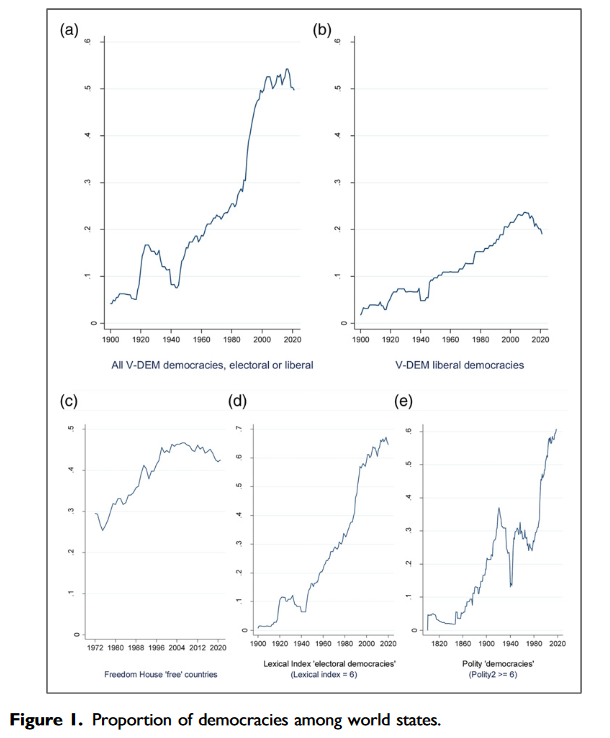 (a)
.6
.5
.4
.3
.2
.1
0
1900 1920 1940 1960 1980 2000 2020
All V-DEM democracies, electoral or liberal
(b)
.6
.5
.4
.3
.2
.1
0
1900 1920 1940 1960 1980 2000 2020
V-DEM liberal democracies
(c)
.5
.4
.3
.2
.1
0
1972 1980 1988 1996 2004 2012 2020
Freedom House 'free' countries
(d)
.7
.6
.5
.4
.3
.2
.1
0
1900 1920 1940 1960 1980 2000 2020
Lexical Index 'electoral democracies'
(Lexical index = 6)
(e)
.6
.5
.4
.3
.2
.1
0
1800 1840 1900 1940 1980 2020
Polity 'democracies'
(Polity2 >= 6)
Figure 1. Proportion of democracies among world states.